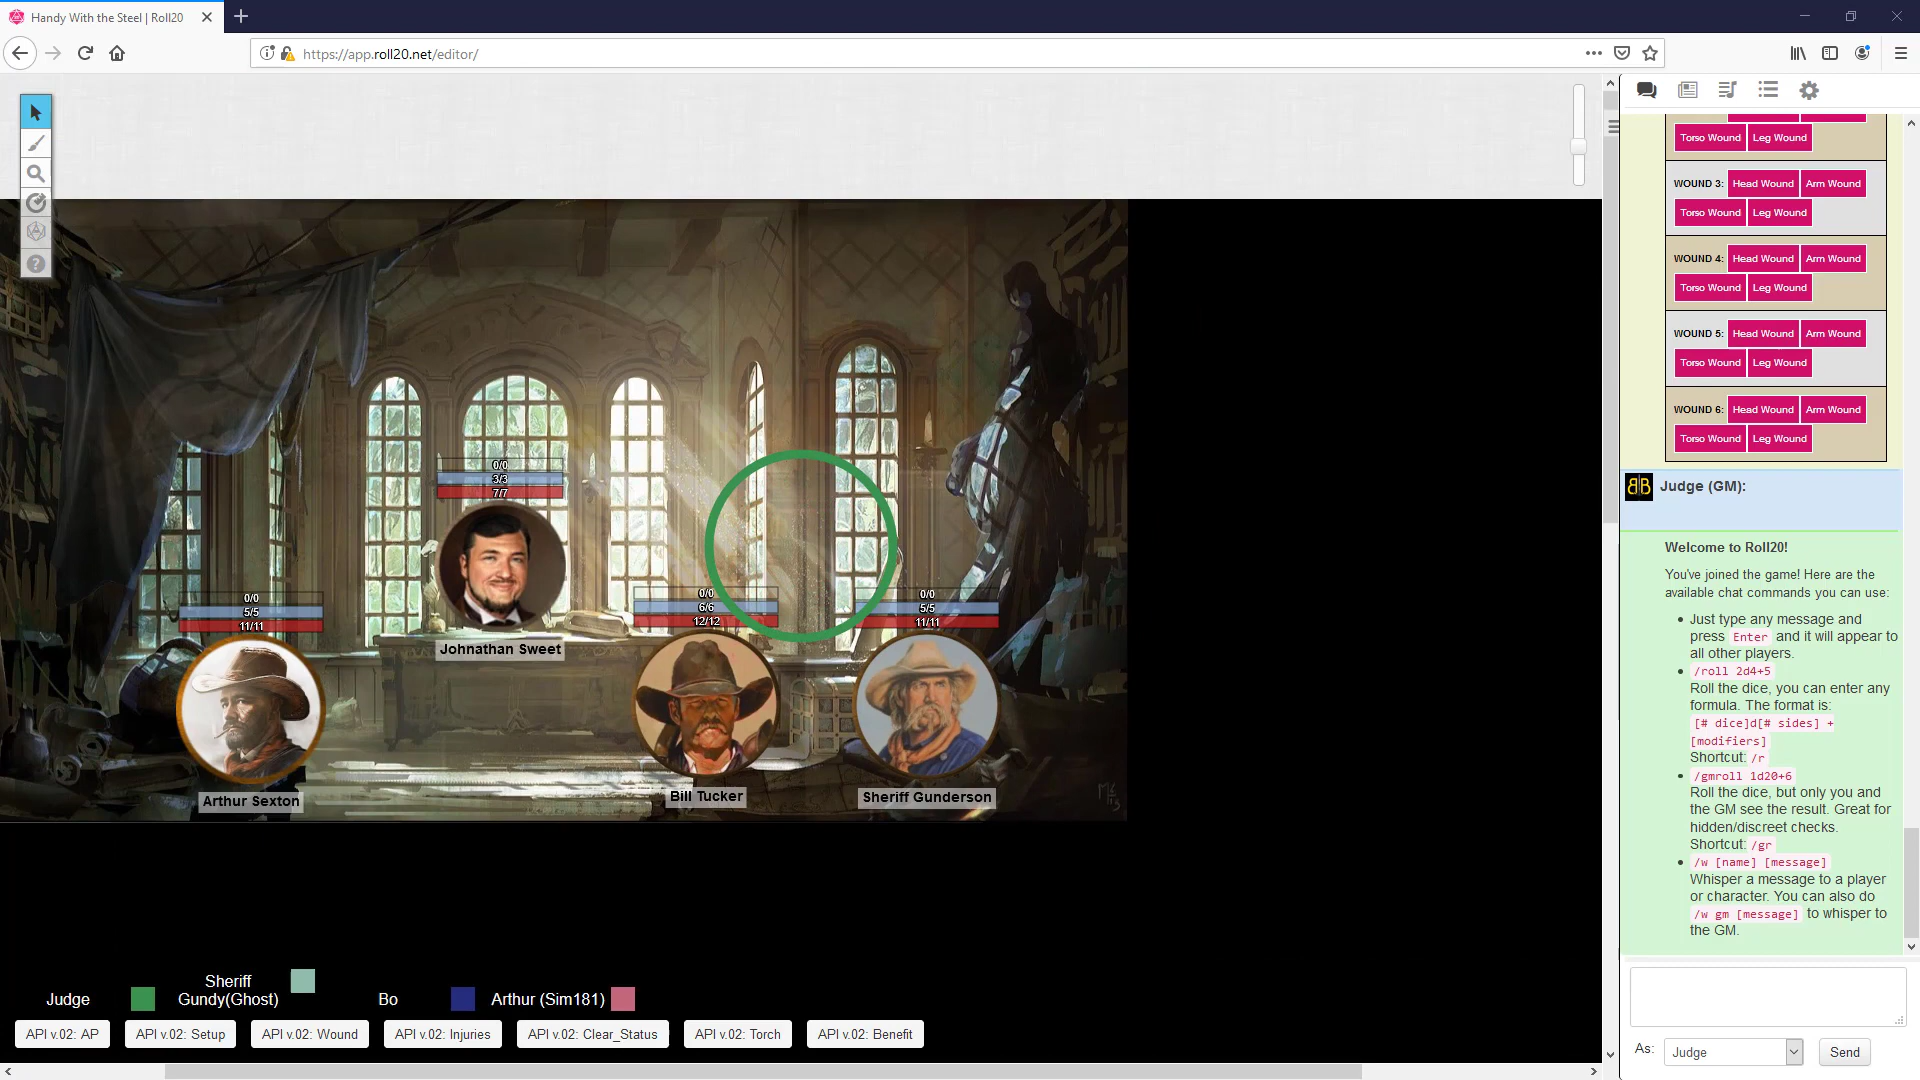 Handy With the Steel | Roll20
https://app.roll20.net/editor/
Torso Wound Leg Wound
WOUND 3: Head Wound Arm Wound
Torso Wound Leg Wound
WOUND 4: Head Wound Arm Wound
Torso Wound Leg Wound
WOUND 5: Head Wound Arm Wound
Torso Wound Leg Wound
WOUND 6: Head Wound Arm Wound
Torso Wound Leg Wound
Judge (GM):
Welcome to Roll20!
You've joined the game! Here are the
available chat commands you can use:
Just type any message and
press Enter and it will appear to
all other players.
/roll 2d4+5
Roll the dice, you can enter any
formula. The format is:
[# dice]d[# sides] +
[modifiers]
Shortcut: /r
/gmroll 1d20+6
Roll the dice, but only you and
the GM see the result. Great for
hidden/discreet checks.
Shortcut: /gr
/w [name] [message]
Whisper a message to a player
or character. You can also do
/w gm [message] to whisper to
the GM.
As: Judge Send
0/0
3/3
7/7
Johnathan Sweet
0/0
5/5
11/11
Arthur Sexton
0/0
6/6
12/12
Bill Tucker
0/0
5/5
11/11
Sheriff Gunderson
Judge
Sheriff
Gundy(Ghost)
Bo
Arthur (Sim181)
API v.02: AP API v.02: Setup API v.02: Wound API v.02: Injuries API v.02: Clear_Status API v.02: Torch API v.02: Benefit